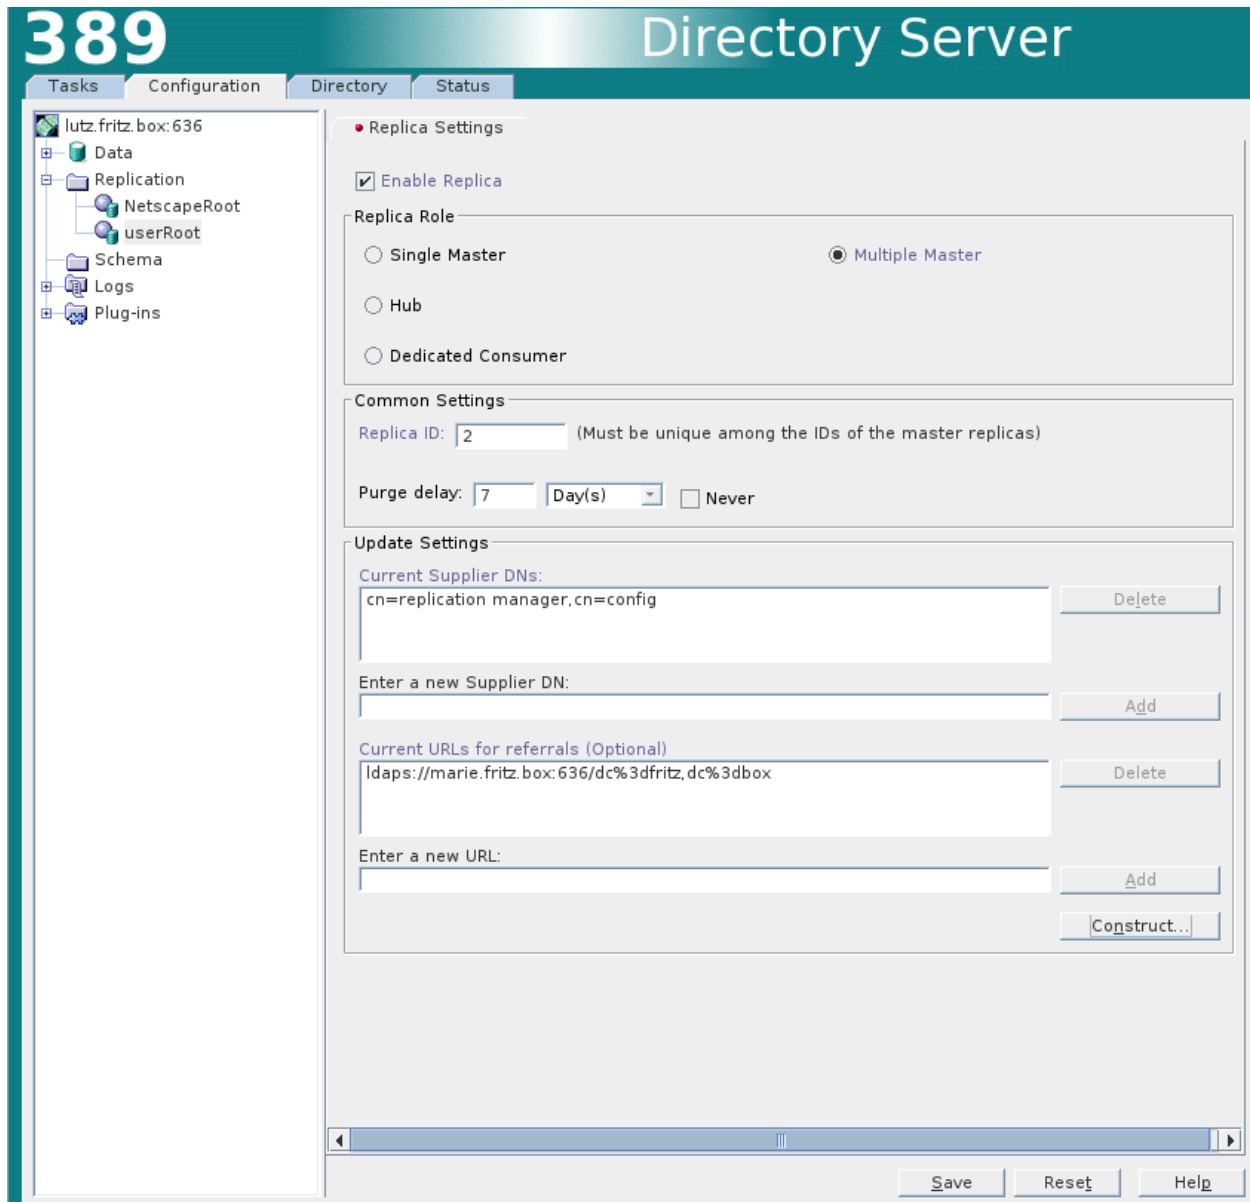 389 Directory Server
Tasks Configuration Directory Status
lutz.fritz.box:636
Data
Replication
NetscapeRoot
userRoot
Schema
Logs
Plug-ins
Replica Settings
Enable Replica
Replica Role
Single Master Multiple Master
Hub
Dedicated Consumer
Common Settings
Replica ID: 2 (Must be unique among the IDs of the master replicas)
Purge delay: 7 Day(s) Never
Update Settings
Current Supplier DNs:
cn=replication manager,cn=config
Delete
Enter a new Supplier DN:
Add
Current URLs for referrals (Optional)
ldaps://marie.fritz.box:636/dc%3dfritz,dc%3dbox
Delete
Enter a new URL:
Add
Construct...
Save Reset Help